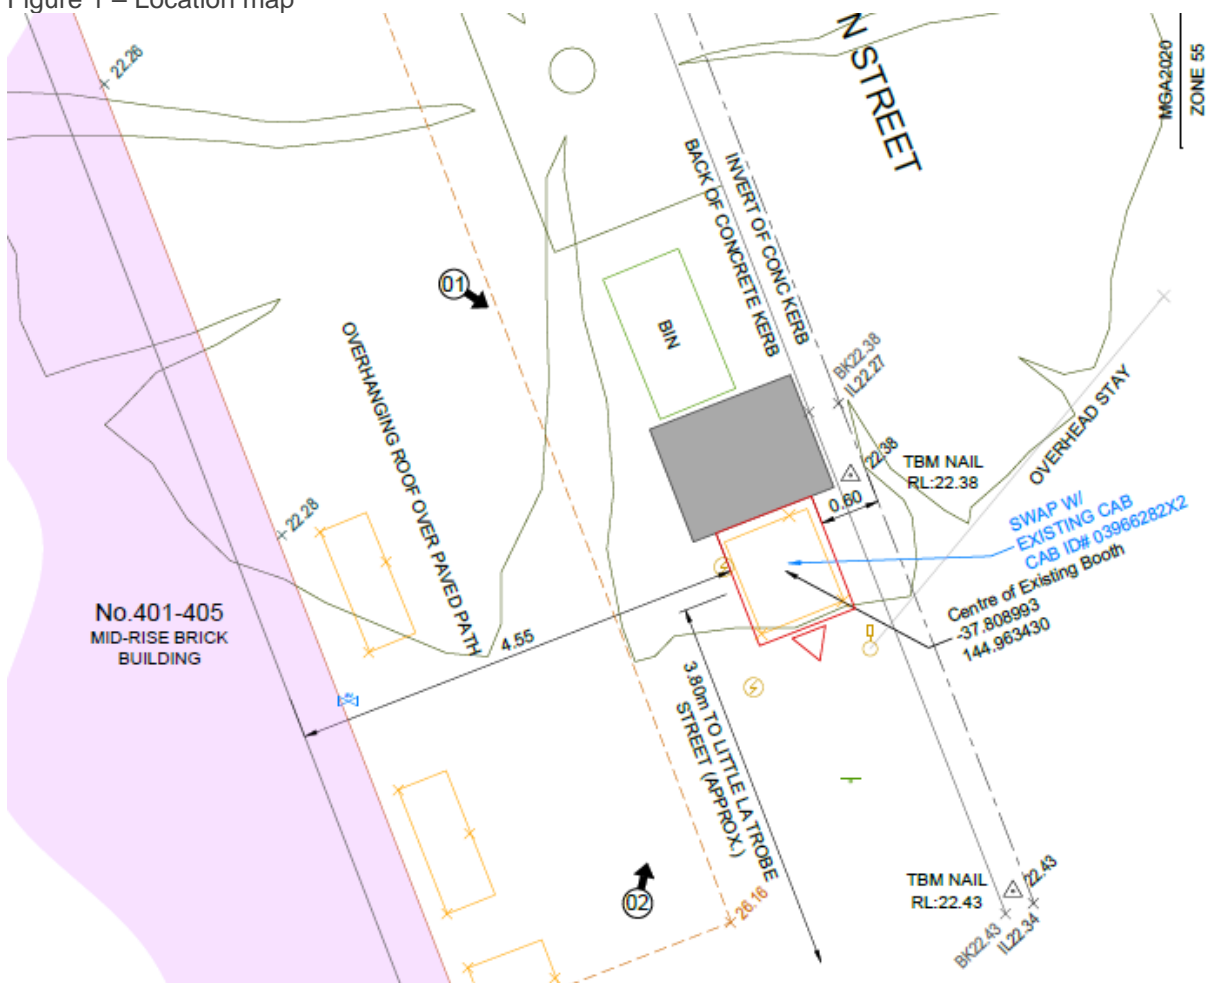 Figure 1 – Location map
22.26
N STREET
MGA2020
ZONE 55
BACK OF CONCRETE KERB
INVERT OF CONC KERB
01
BIN
OVERHANGING ROOF OVER PAVED PATH
BK22.38
IL22.27
OVERHEAD STAY
22.38
TBM NAIL
RL:22.38
0.60
SWAP W/
EXISTING CAB
CAB ID# 03966282X2
Centre of Existing Booth
-37.808993
144.963430
22.28
No.401-405
MID-RISE BRICK
BUILDING
4.55
3.80m TO LITTLE LA TROBE
STREET (APPROX.)
02
26.16
TBM NAIL
RL:22.43
22.43
BK22.43
IL22.34